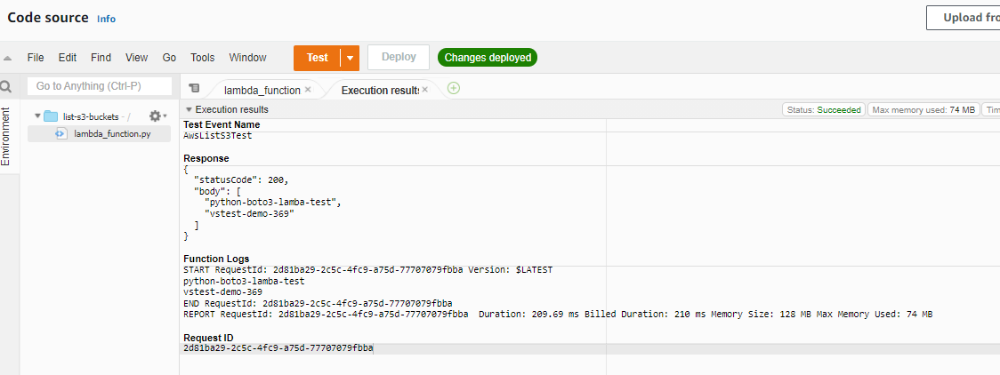 Code source Info
Upload fro
File Edit Find View Go Tools Window Test Deploy Changes deployed
Go to Anything (Ctrl-P)
lambda_function
Execution results
Environment
list-s3-buckets - /
lambda_function.py
Execution results
Status: Succeeded
Max memory used: 74 MB
Tim
Test Event Name
AwsListS3Test
Response
{
  "statusCode": 200,
  "body": [
    "python-boto3-lamba-test",
    "vstest-demo-369"
  ]
}
Function Logs
START RequestId: 2d81ba29-2c5c-4fc9-a75d-77707079fbba Version: $LATEST
python-boto3-lamba-test
vstest-demo-369
END RequestId: 2d81ba29-2c5c-4fc9-a75d-77707079fbba
REPORT RequestId: 2d81ba29-2c5c-4fc9-a75d-77707079fbba  Duration: 209.69 ms Billed Duration: 210 ms Memory Size: 128 MB Max Memory Used: 74 MB
Request ID
2d81ba29-2c5c-4fc9-a75d-77707079fbba